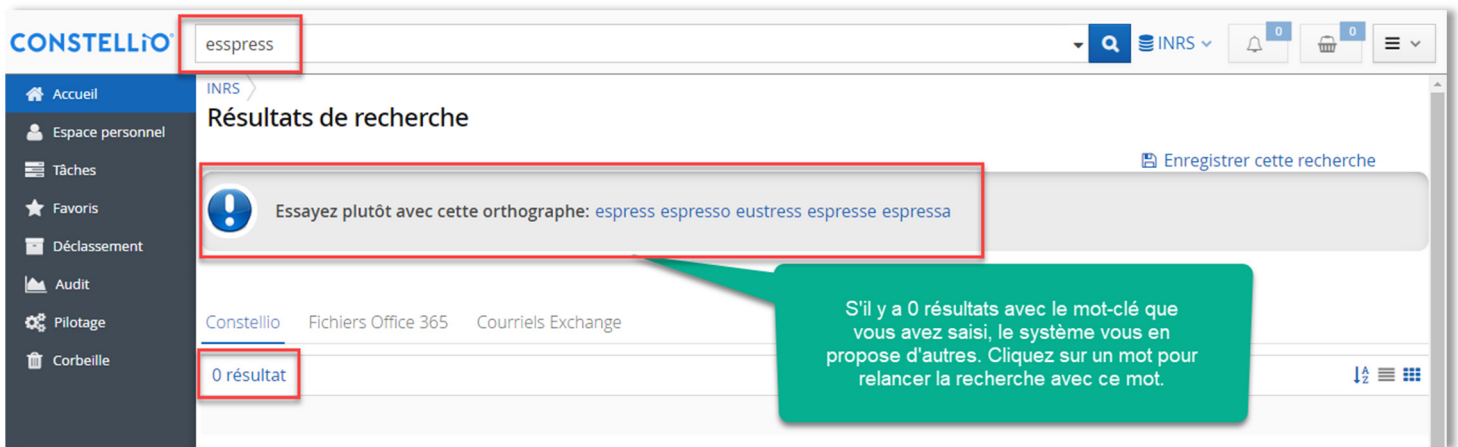 CONSTELLiO
esspress
INRS
0
0
Accueil
Espace personnel
Tâches
Favoris
Déclassement
Audit
Pilotage
Corbeille
INRS
Résultats de recherche
Enregistrer cette recherche
Essayez plutôt avec cette orthographe: espress espresso eustress espresse espressa
Constellio Fichiers Office 365 Courriels Exchange
0 résultat
S'il y a 0 résultats avec le mot-clé que
vous avez saisi, le système vous en
propose d'autres. Cliquez sur un mot pour
relancer la recherche avec ce mot.
A
Z